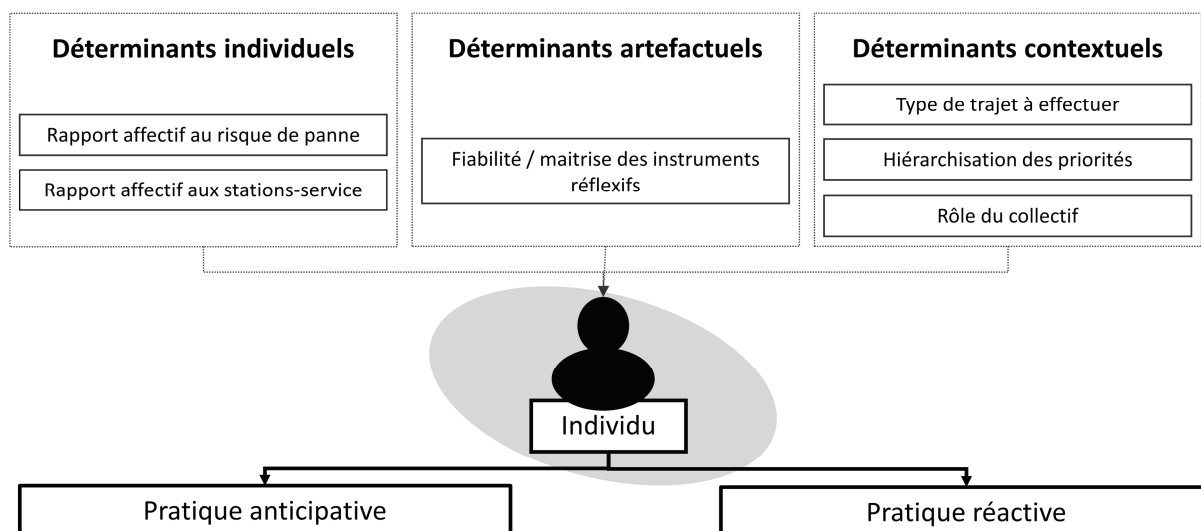 Déterminants individuels
Rapport affectif au risque de panne
Rapport affectif aux stations-service
Déterminants artefactuels
Fiabilité / maitrise des instruments
réflexifs
Déterminants contextuels
Type de trajet à effectuer
Hiérarchisation des priorités
Rôle du collectif
Individu
Pratique anticipative
Pratique réactive